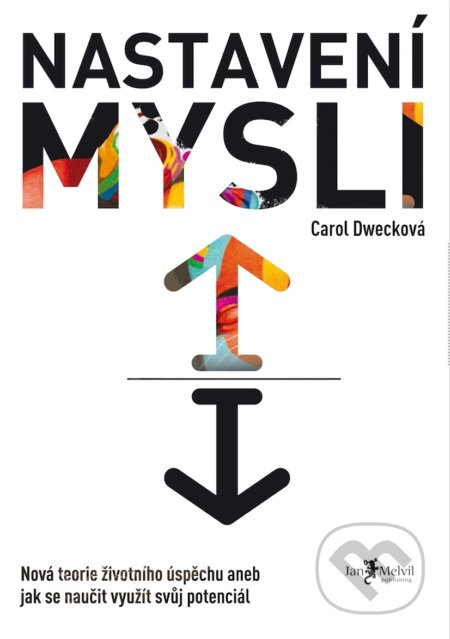 NASTAVENÍ
MYSLI
Carol Dwecková
Nová teorie životního úspěchu aneb
jak se naučit využít svůj potenciál
Jan Melvil
publishing